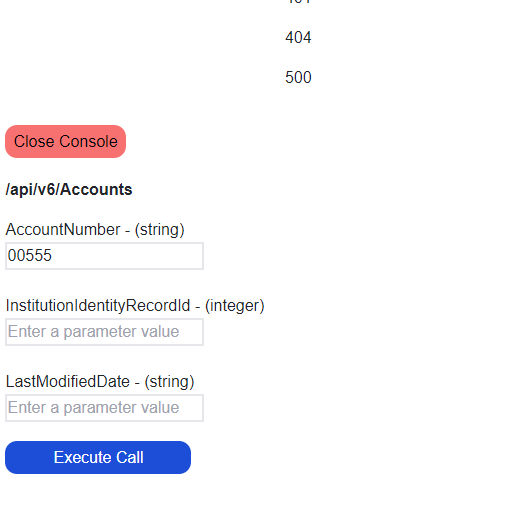 404
500
Close Console
/api/v6/Accounts
AccountNumber - (string)
00555
InstitutionIdentityRecordId - (integer)
Enter a parameter value
LastModifiedDate - (string)
Enter a parameter value
Execute Call